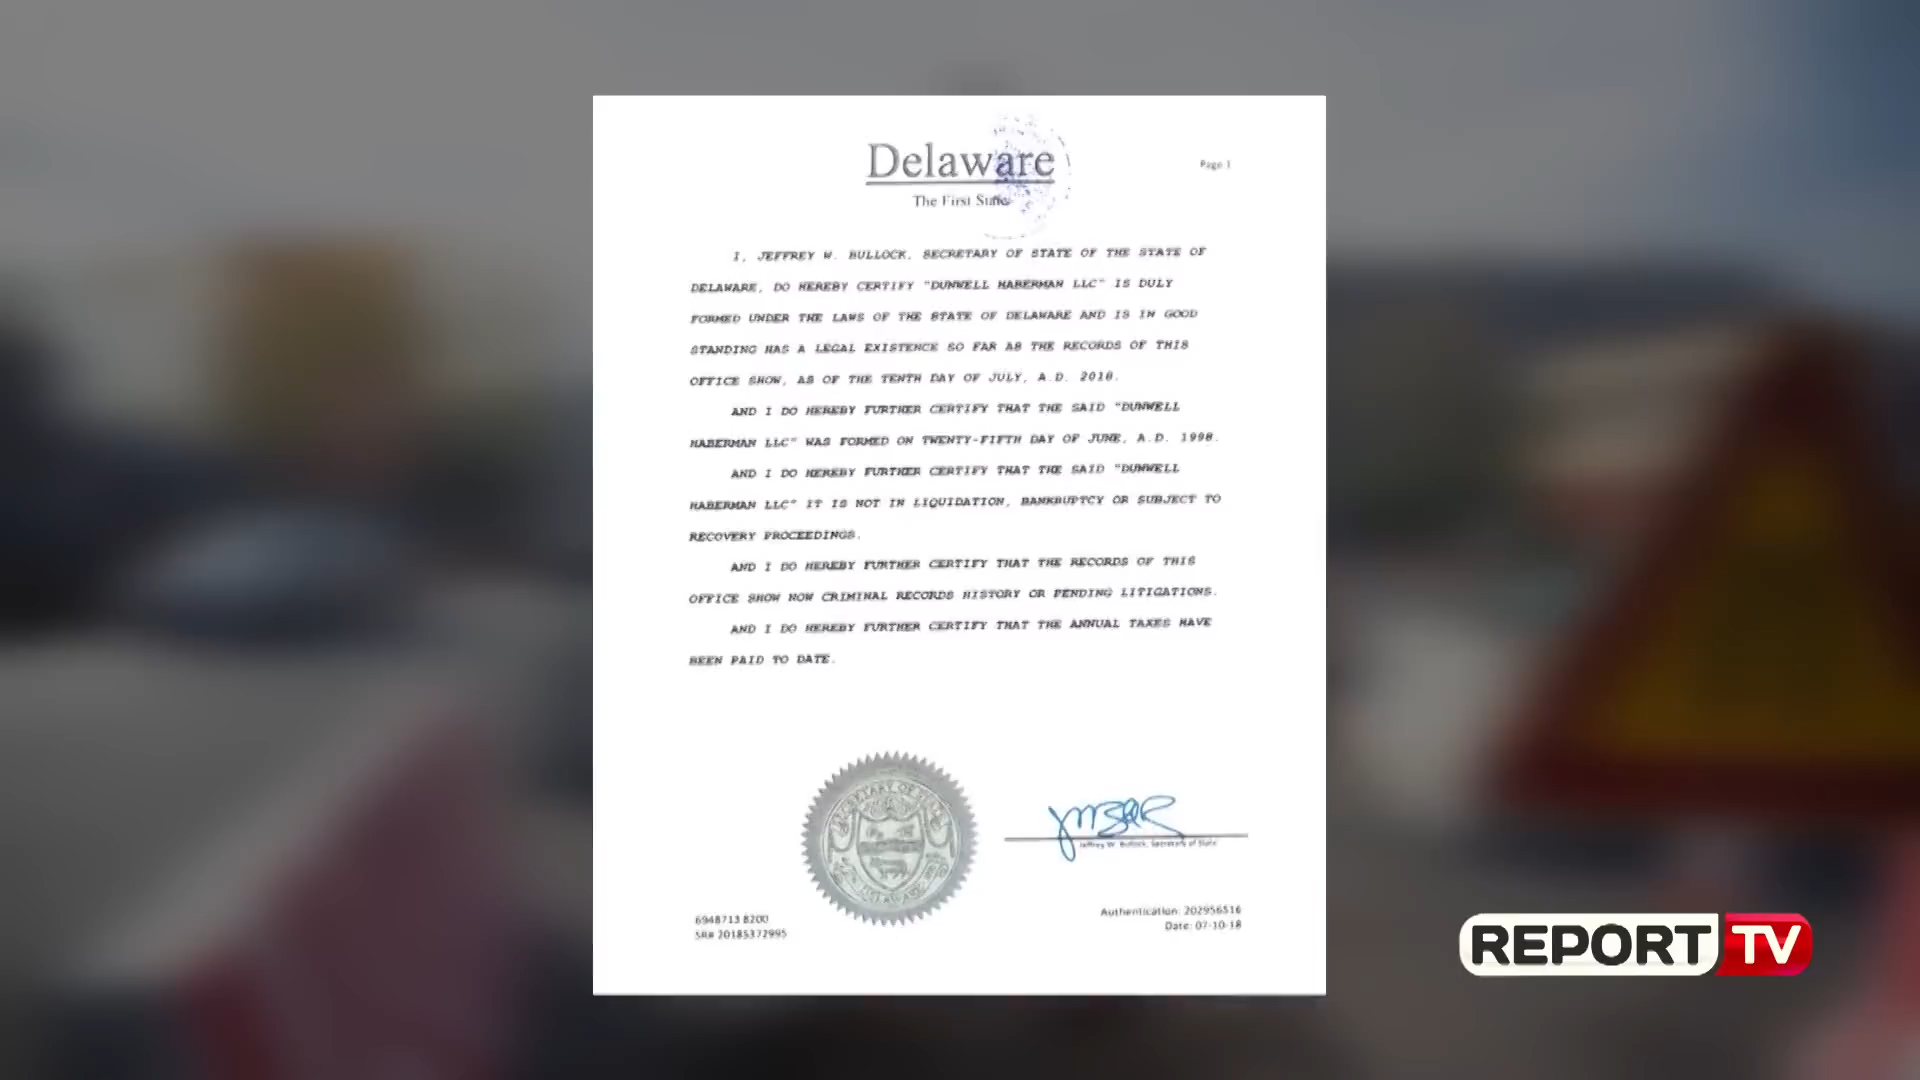 Delaware
Page 1
The First State
I, JEFFREY W. BULLOCK, SECRETARY OF STATE OF THE STATE OF
DELAWARE, DO HEREBY CERTIFY "DUNWELL HABERMAN LLC" IS DULY
FORMED UNDER THE LAWS OF THE STATE OF DELAWARE AND IS IN GOOD
STANDING HAS A LEGAL EXISTENCE SO FAR AS THE RECORDS OF THIS
OFFICE SHOW, AS OF THE TENTH DAY OF JULY, A.D. 2018.
AND I DO HEREBY FURTHER CERTIFY THAT THE SAID "DUNWELL
HABERMAN LLC" WAS FORMED ON TWENTY-FIFTH DAY OF JUNE, A.D. 1998.
AND I DO HEREBY FURTHER CERTIFY THAT THE SAID "DUNWELL
HABERMAN LLC" IT IS NOT IN LIQUIDATION, BANKRUPTCY OR SUBJECT TO
RECOVERY PROCEEDINGS.
AND I DO HEREBY FURTHER CERTIFY THAT THE RECORDS OF THIS
OFFICE SHOW NOW CRIMINAL RECORDS HISTORY OR PENDING LITIGATIONS.
AND I DO HEREBY FURTHER CERTIFY THAT THE ANNUAL TAXES HAVE
BEEN PAID TO DATE.
SECRETARY OF
DELAWARE
Jeffrey W. Bullock, Secretary of State
6948713 8200
SR# 20185372995
Authentication: 202956516
Date: 07-10-18
REPORT TV